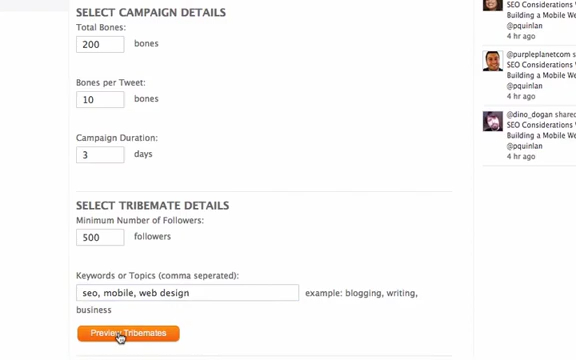 SELECT CAMPAIGN DETAILS
Total Bones:
200 bones
Bones per Tweet:
10 bones
Campaign Duration:
3 days
SELECT TRIBEMATE DETAILS
Minimum Number of Followers:
500 followers
Keywords or Topics (comma seperated):
seo, mobile, web design example: blogging, writing,
business
Preview Tribemates
SEO Considerations
Building a Mobile We
@pquinlan
4 hr ago
@purpleplanetcom s
SEO Considerations
Building a Mobile We
@pquinlan
4 hr ago
@dino_dogan shared
SEO Considerations
Building a Mobile We
@pquinlan
4 hr ago